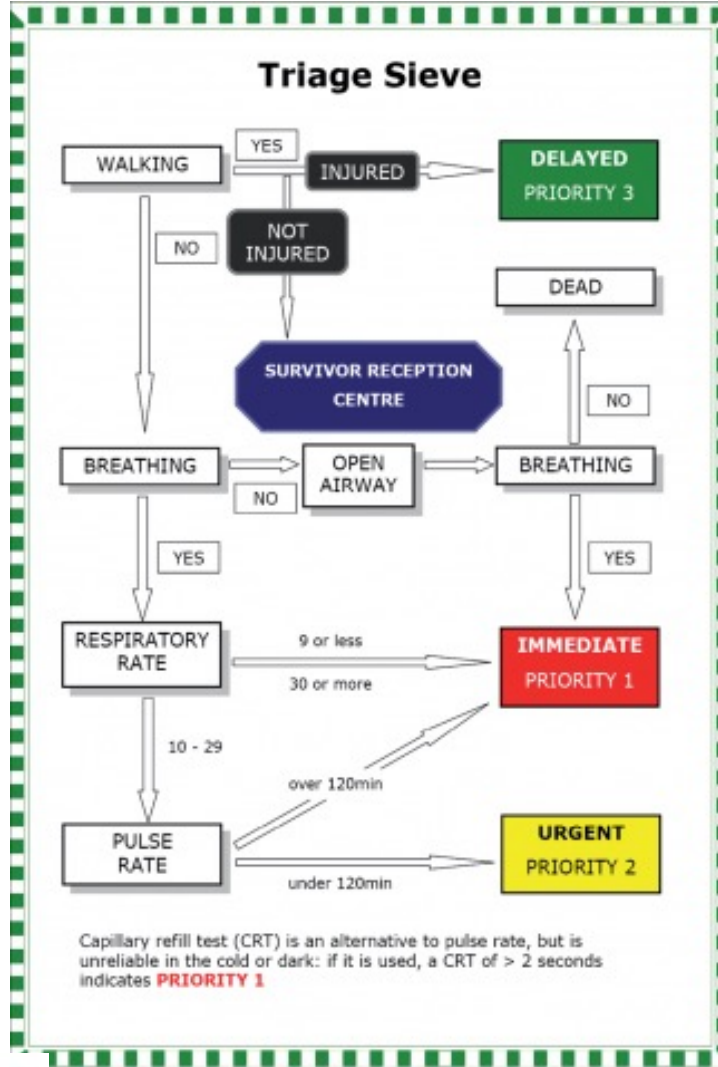 Triage Sieve
WALKING
YES
INJURED
DELAYED
PRIORITY 3
NO
NOT
INJURED
DEAD
SURVIVOR RECEPTION
CENTRE
NO
BREATHING
NO
OPEN
AIRWAY
BREATHING
YES
YES
RESPIRATORY
RATE
9 or less
30 or more
IMMEDIATE
PRIORITY 1
10 - 29
over 120min
PULSE
RATE
under 120min
URGENT
PRIORITY 2
Capillary refill test (CRT) is an alternative to pulse rate, but is
unreliable in the cold or dark: if it is used, a CRT of > 2 seconds
indicates PRIORITY 1